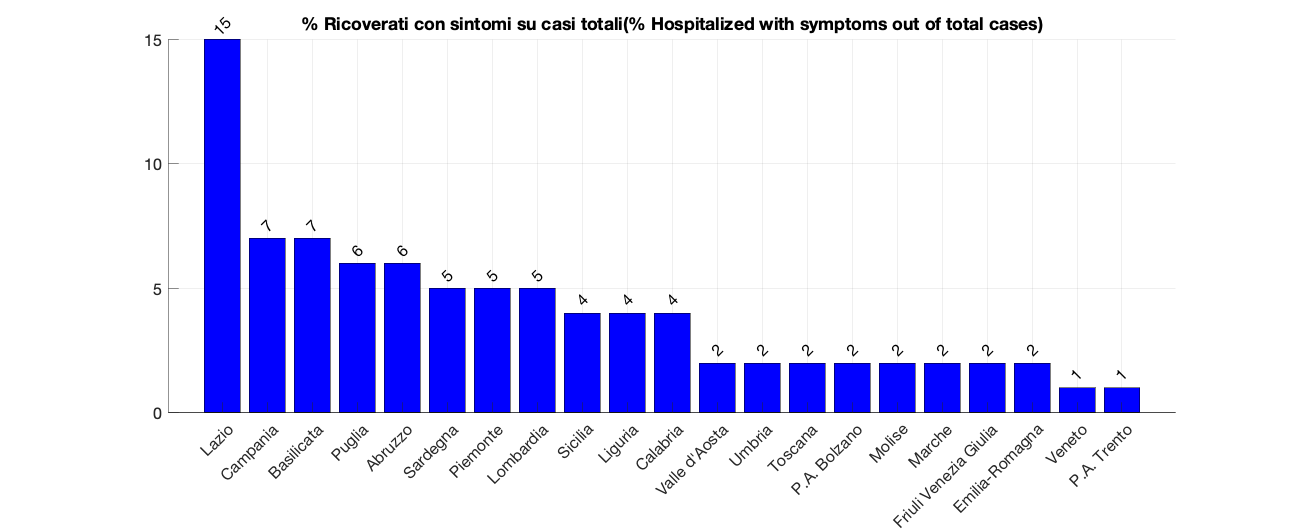 % Ricoverati con sintomi su casi totali(% Hospitalized with symptoms out of total cases)
15
10
5
0
15
7
7
6
6
5
5
5
4
4
4
2
2
2
2
2
2
2
2
1
1
Lazio
Campania
Basilicata
Puglia
Abruzzo
Sardegna
Piemonte
Lombardia
Sicilia
Liguria
Calabria
Valle d'Aosta
Umbria
Toscana
P.A. Bolzano
Molise
Marche
Friuli Venezia Giulia
Emilia-Romagna
Veneto
P.A. Trento